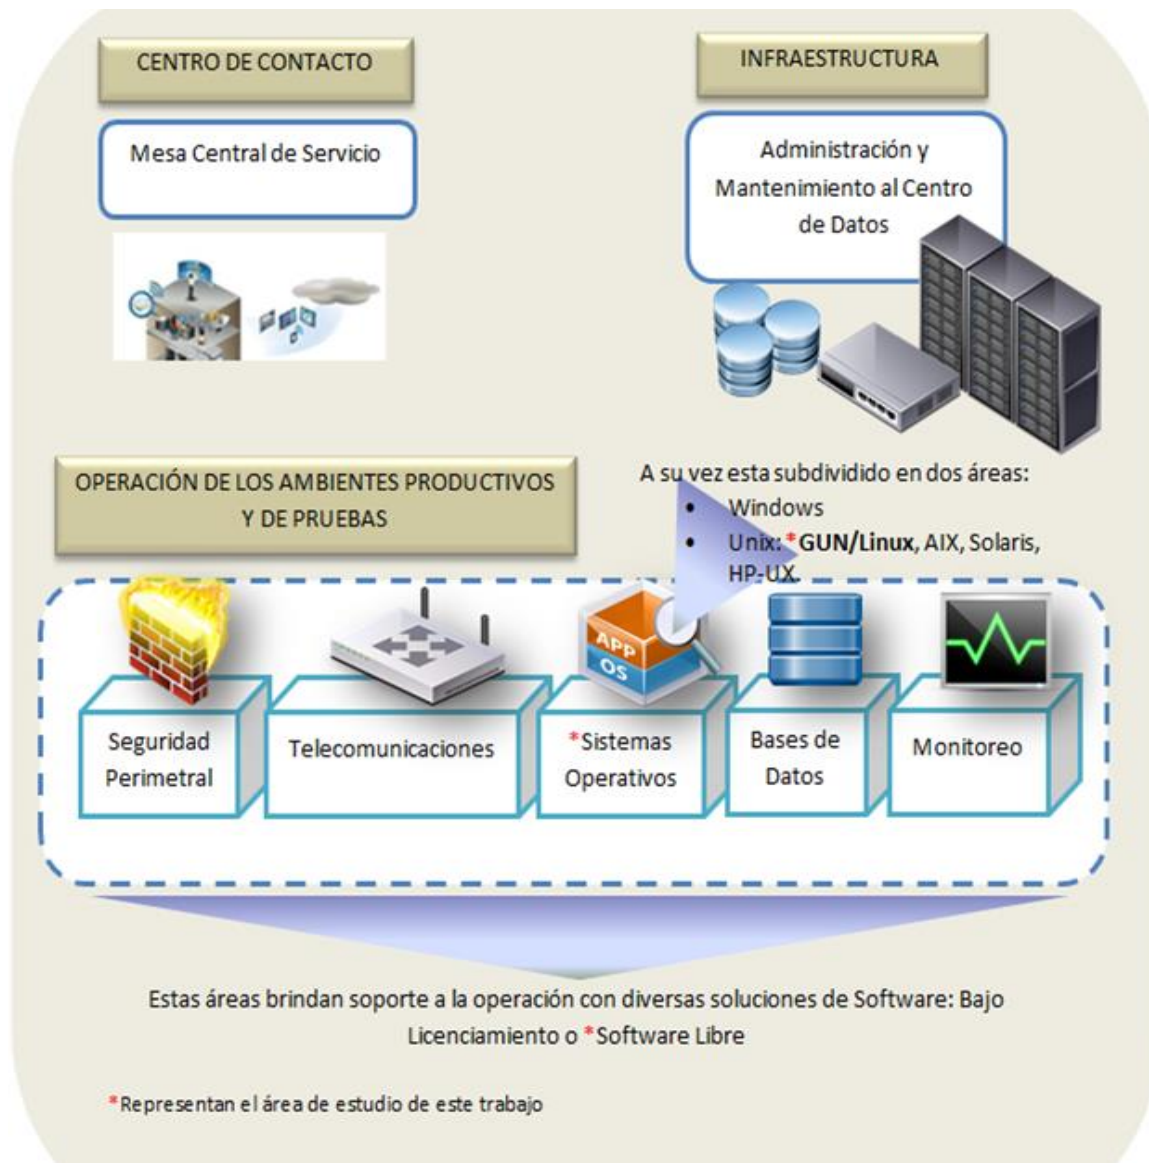 CENTRO DE CONTACTO
Mesa Central de Servicio
INFRAESTRUCTURA
Administración y
Mantenimiento al Centro
de Datos
OPERACIÓN DE LOS AMBIENTES PRODUCTIVOS
Y DE PRUEBAS
A su vez esta subdividido en dos áreas:
• Windows
• Unix: *GUN/Linux, AIX, Solaris,
HP-UX.
APP
OS
Seguridad
Perimetral
Telecomunicaciones
*Sistemas
Operativos
Bases de
Datos
Monitoreo
Estas áreas brindan soporte a la operación con diversas soluciones de Software: Bajo
Licenciamiento o *Software Libre
*Representan el área de estudio de este trabajo